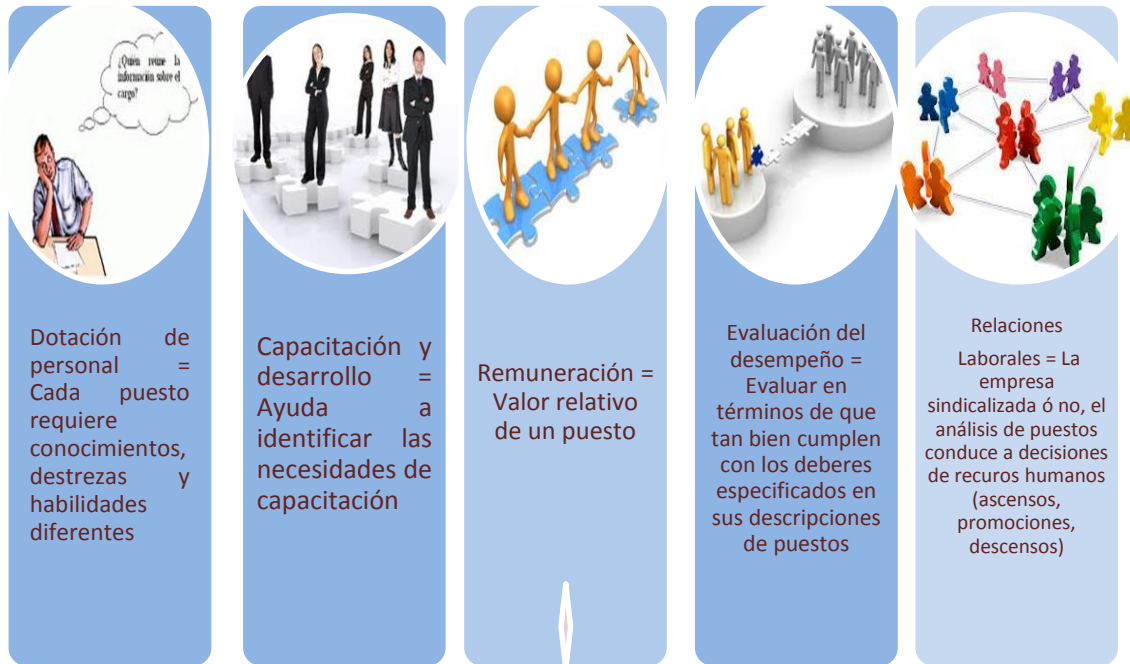 ¿Quién reúne la
información sobre el
cargo?
Dotación de
personal =
Cada puesto
requiere
conocimientos,
destrezas y
habilidades
diferentes
Capacitación y
desarrollo =
Ayuda a
identificar las
necesidades de
capacitación
Remuneración =
Valor relativo
de un puesto
Evaluación del
desempeño =
Evaluar en
términos de que
tan bien cumplen
con los deberes
especificados en
sus descripciones
de puestos
Relaciones
Laborales = La
empresa
sindicalizada ó no, el
análisis de puestos
conduce a decisiones
de recuros humanos
(ascensos,
promociones,
descensos)